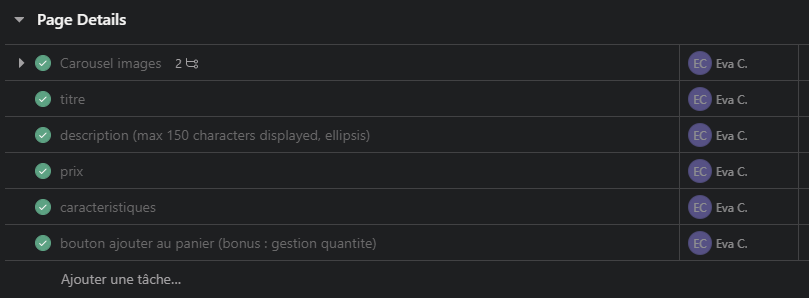 Page Details
Carousel images 2 EC Eva C.
titre EC Eva C.
description (max 150 characters displayed, ellipsis) EC Eva C.
prix EC Eva C.
caracteristiques EC Eva C.
bouton ajouter au panier (bonus : gestion quantite) EC Eva C.
Ajouter une tâche...